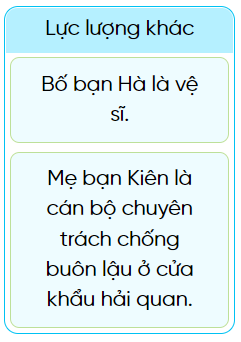 Lực lượng khác
Bố bạn Hà là vệ
sĩ.
Mẹ bạn Kiên là
cán bộ chuyên
trách chống
buôn lậu ở cửa
khẩu hải quan.